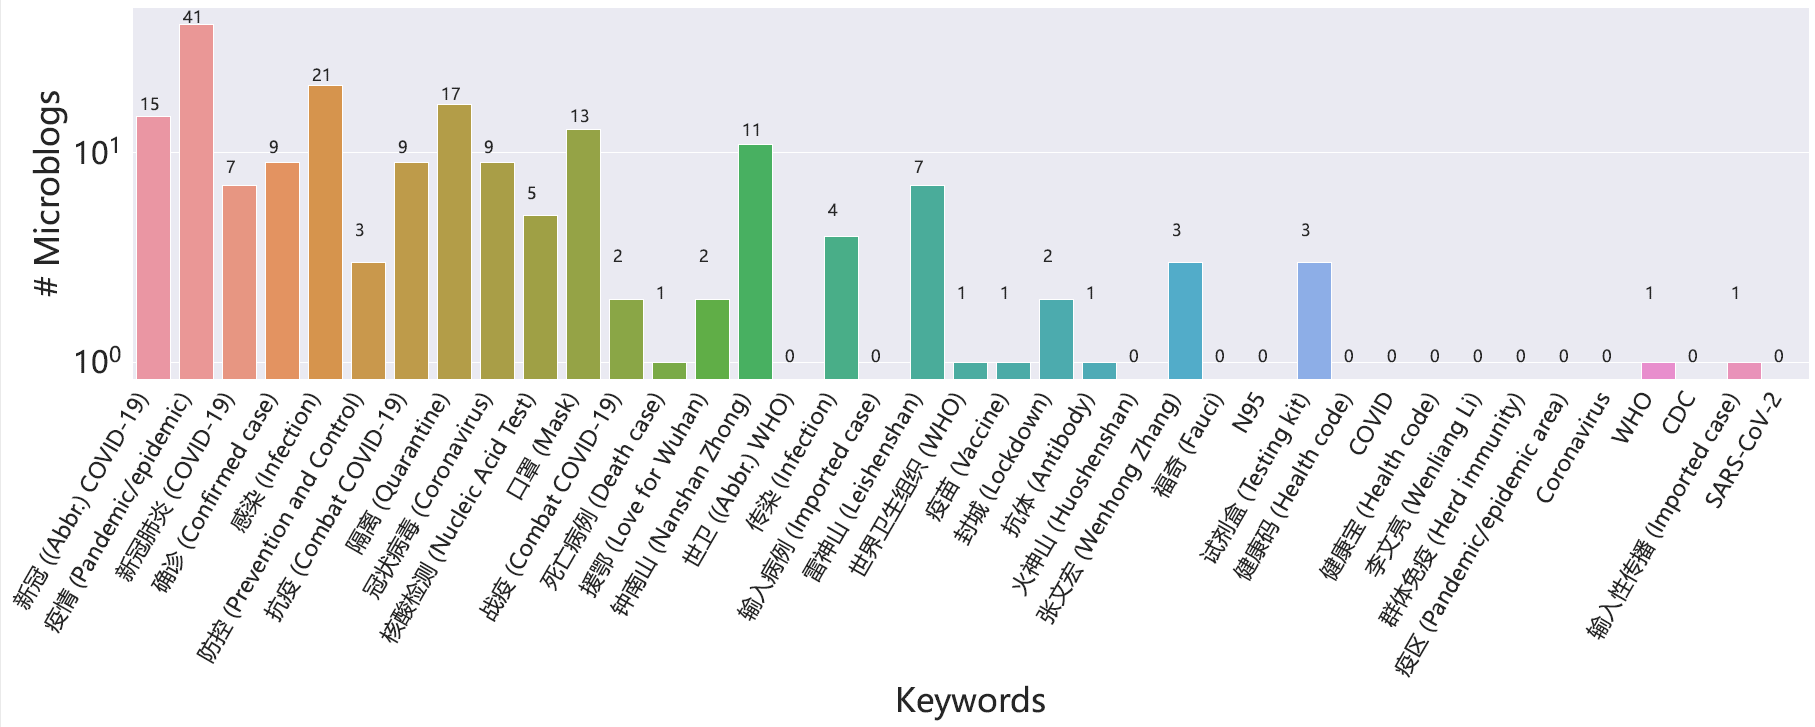 # Microblogs
10¹
10⁰
15
41
7
9
21
3
9
17
9
5
13
2
1
2
11
0
4
0
7
1
1
2
1
0
3
0
0
3
0
0
0
0
0
0
0
1
0
1
0
新冠 ((Abbr.) COVID-19)
疫情 (Pandemic/epidemic)
新冠肺炎 (COVID-19)
确诊 (Confirmed case)
感染 (Infection)
防控 (Prevention and Control)
抗疫 (Combat COVID-19)
隔离 (Quarantine)
冠状病毒 (Coronavirus)
核酸检测 (Nucleic Acid Test)
口罩 (Mask)
战疫 (Combat COVID-19)
死亡病例 (Death case)
援鄂 (Love for Wuhan)
钟南山 (Nanshan Zhong)
世卫 ((Abbr.) WHO)
传染 (Infection)
输入病例 (Imported case)
雷神山 (Leishenshan)
世界卫生组织 (WHO)
疫苗 (Vaccine)
封城 (Lockdown)
抗体 (Antibody)
火神山 (Huoshenshan)
张文宏 (Wenhong Zhang)
福奇 (Fauci)
N95
试剂盒 (Testing kit)
健康码 (Health code)
COVID
健康宝 (Health code)
李文亮 (Wenliang Li)
群体免疫 (Herd immunity)
疫区 (Pandemic/epidemic area)
Coronavirus
WHO
CDC
输入性传播 (Imported case)
SARS-CoV-2
Keywords